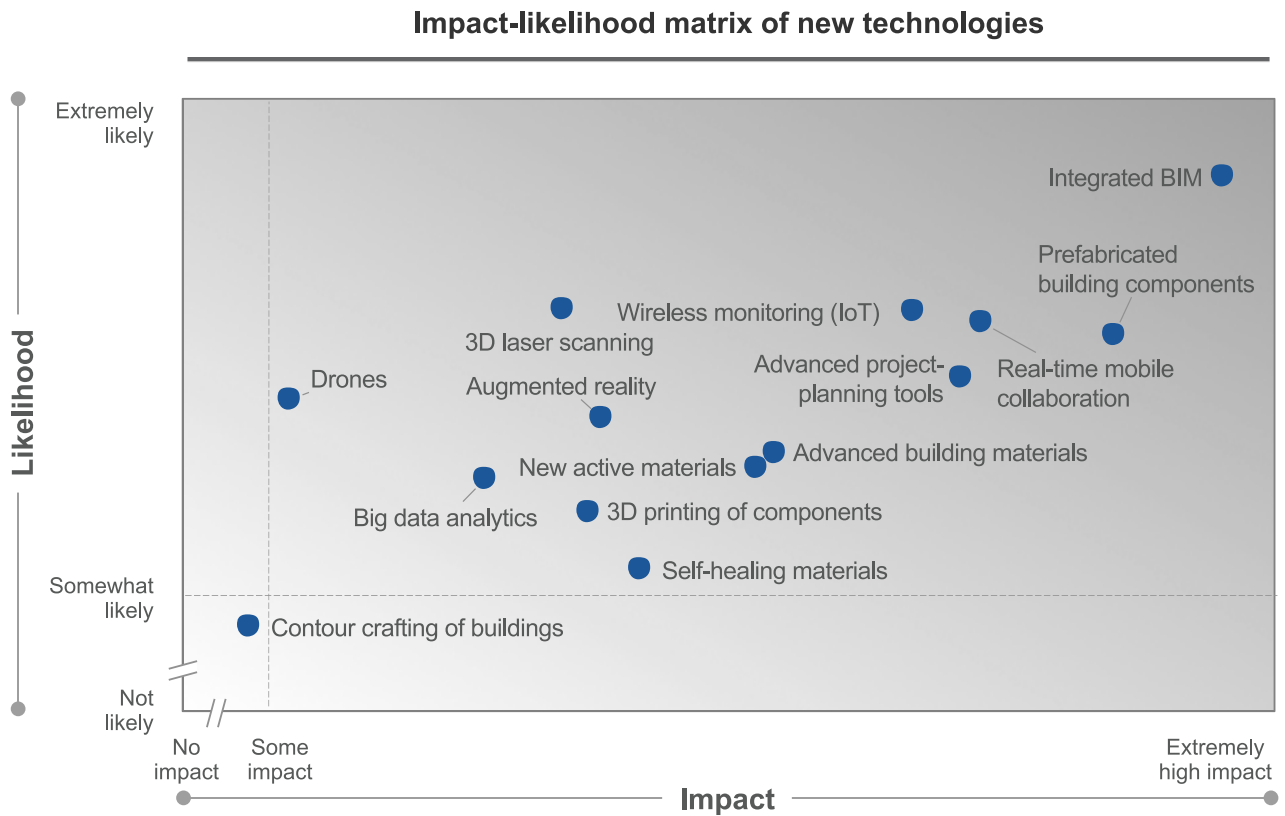 Impact-likelihood matrix of new technologies
Extremely
likely
Integrated BIM
Prefabricated
building components
Wireless monitoring (IoT)
3D laser scanning
Advanced project-
planning tools
Real-time mobile
collaboration
Drones
Augmented reality
Likelihood
Advanced building materials
New active materials
Big data analytics
3D printing of components
Self-healing materials
Somewhat
likely
Contour crafting of buildings
Not
likely
No
impact
Some
impact
Extremely
high impact
Impact